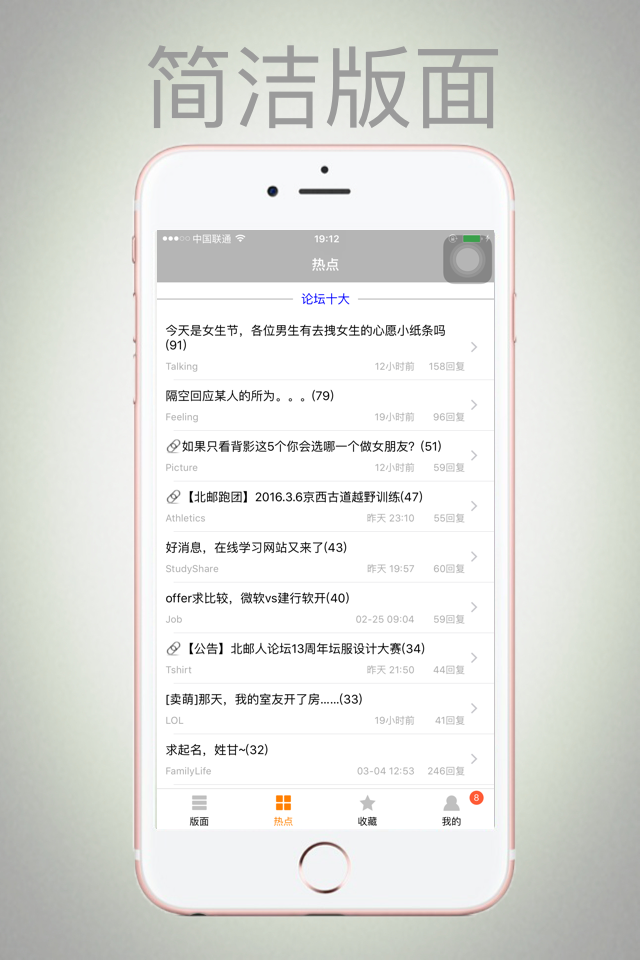 简洁版面
中国联通 19:12
热点
论坛十大
今天是女生节，各位男生有去拽女生的心愿小纸条吗
(91)
Talking 12小时前 158回复
隔空回应某人的所为。。。(79)
Feeling 19小时前 96回复
如果只看背影这5个你会选哪一个做女朋友？(51)
Picture 12小时前 59回复
【北邮跑团】2016.3.6京西古道越野训练(47)
Athletics 昨天 23:10 55回复
好消息，在线学习网站又来了(43)
StudyShare 昨天 19:57 60回复
offer求比较，微软vs建行软开(40)
Job 02-25 09:04 59回复
【公告】北邮人论坛13周年坛服设计大赛(34)
Tshirt 昨天 21:50 44回复
[卖萌]那天，我的室友开了房……(33)
LOL 19小时前 41回复
求起名，姓甘~(32)
FamilyLife 03-04 12:53 246回复
8
版面 热点 收藏 我的